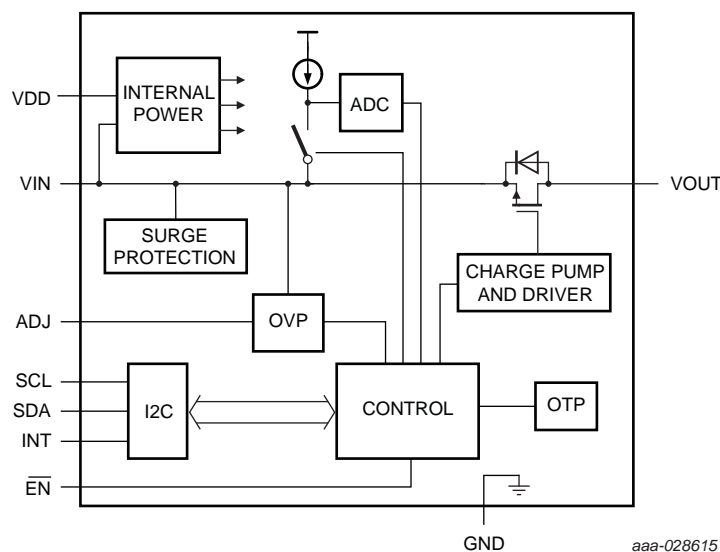 VDD
INTERNAL
POWER
ADC
VIN
VOUT
SURGE
PROTECTION
CHARGE PUMP
AND DRIVER
ADJ
OVP
SCL
SDA
INT
I2C
CONTROL
OTP
EN
GND
aaa-028615